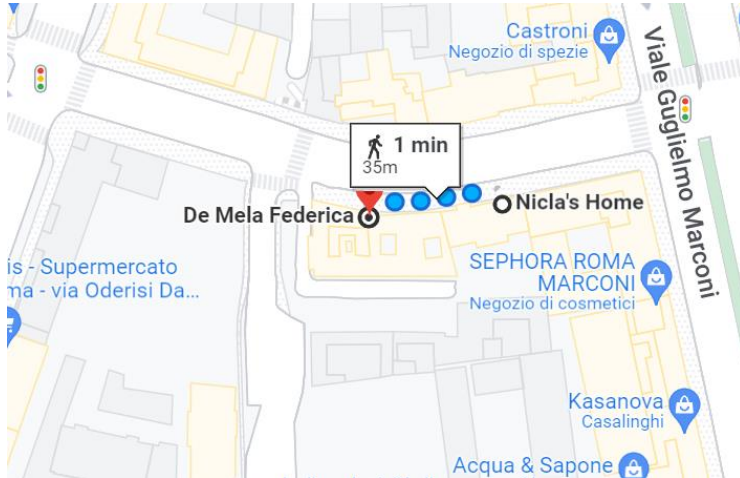 Castroni
Negozio di spezie
Viale Guglielmo Marconi
1 min
35m
De Mela Federica
Nicla's Home
is - Supermercato
ma - via Oderisi Da...
SEPHORA ROMA
MARCONI
Negozio di cosmetici
Kasanova
Casalinghi
Acqua & Sapone